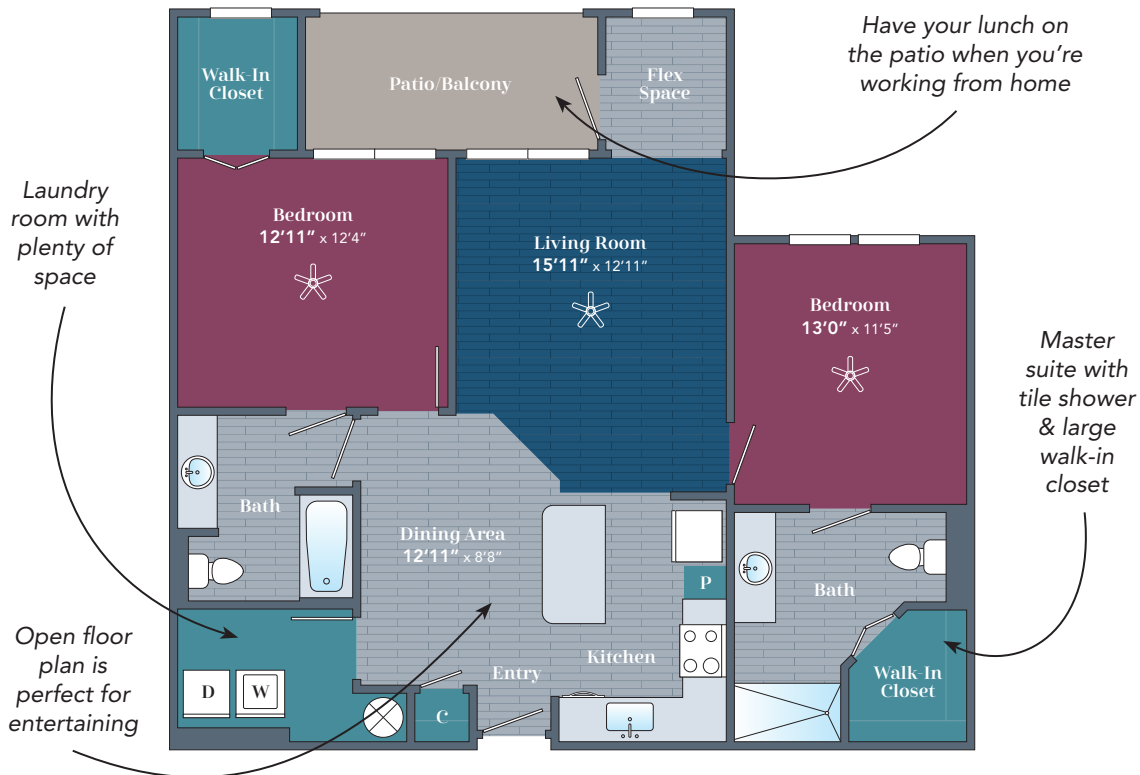 Have your lunch on
the patio when you're
working from home
Walk-In
Closet
Patio/Balcony
Flex
Space
Laundry
room with
plenty of
space
Bedroom
12’11” x 12’4”
Living Room
15’11” x 12’11”
Bedroom
13’0” x 11’5”
Master
suite with
tile shower
& large
walk-in
closet
Bath
Dining Area
12’11” x 8’8”
P
Bath
Open floor
plan is
perfect for
entertaining
Kitchen
Entry
Walk-In
Closet
D
W
C